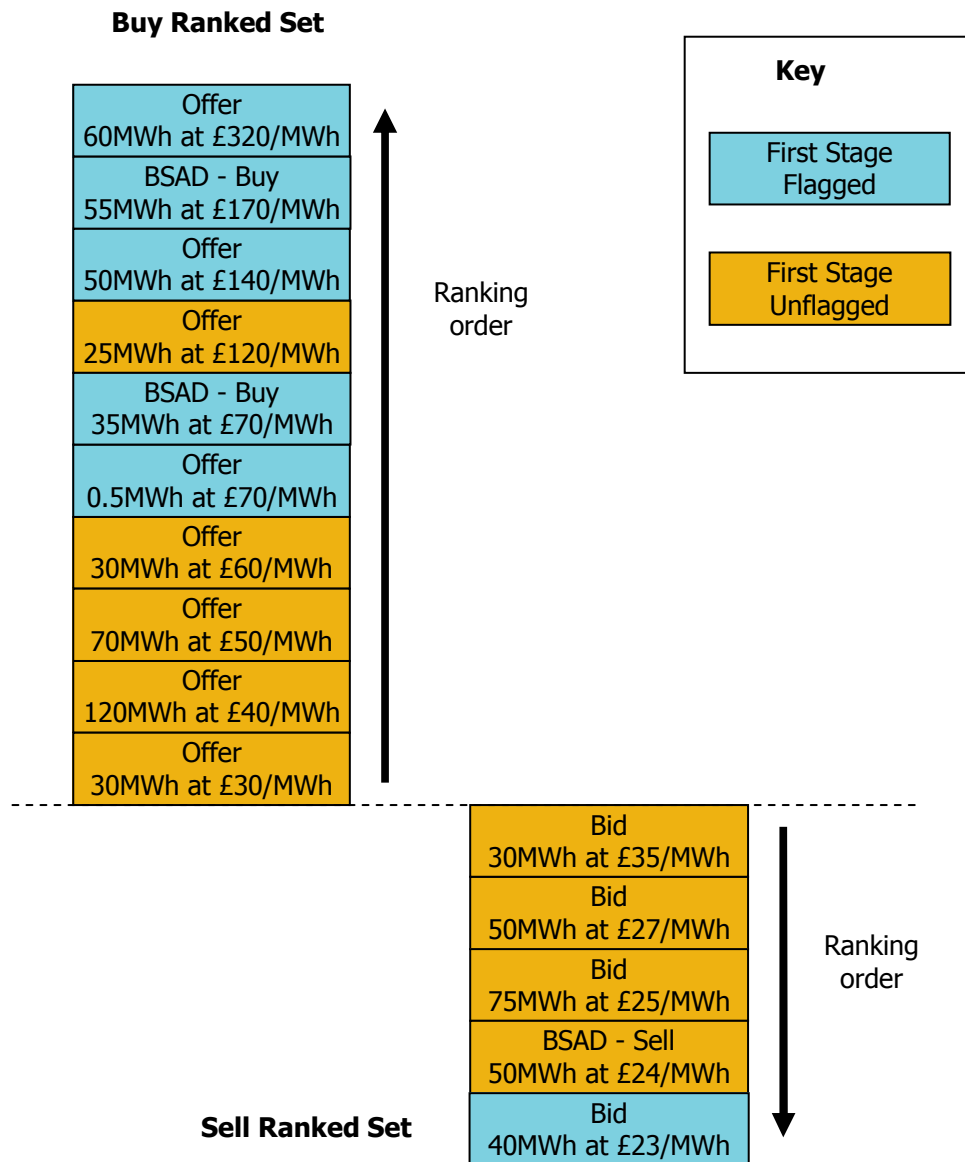 Buy Ranked Set
Offer
60MWh at £320/MWh
BSAD - Buy
55MWh at £170/MWh
Offer
50MWh at £140/MWh
Offer
25MWh at £120/MWh
BSAD - Buy
35MWh at £70/MWh
Offer
0.5MWh at £70/MWh
Offer
30MWh at £60/MWh
Offer
70MWh at £50/MWh
Offer
120MWh at £40/MWh
Offer
30MWh at £30/MWh
Ranking
order
Key
First Stage
Flagged
First Stage
Unflagged
Bid
30MWh at £35/MWh
Bid
50MWh at £27/MWh
Bid
75MWh at £25/MWh
BSAD - Sell
50MWh at £24/MWh
Bid
40MWh at £23/MWh
Ranking
order
Sell Ranked Set